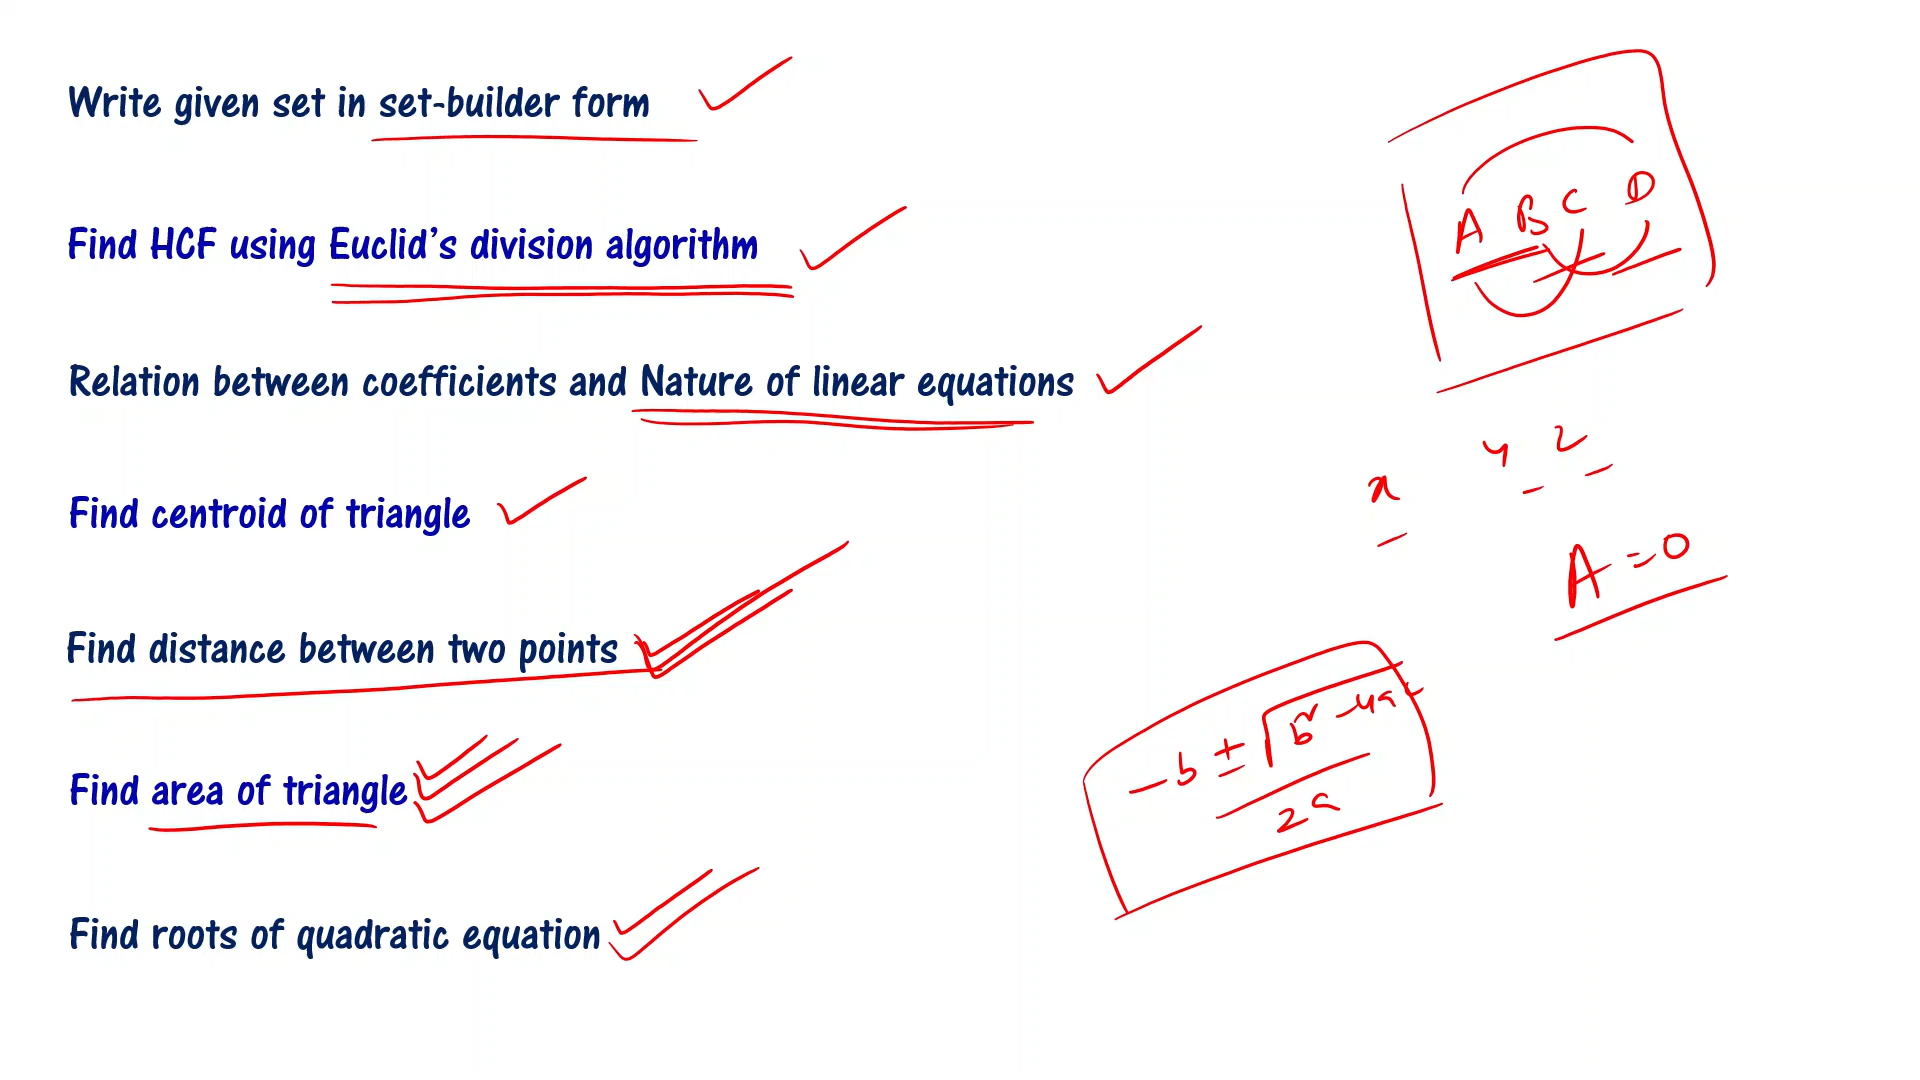 Write given set in set-builder form
Find HCF using Euclid's division algorithm
Relation between coefficients and Nature of linear equations
Find centroid of triangle
Find distance between two points
Find area of triangle
Find roots of quadratic equation
A B C D
A = 0
-b ± √b² - 4ac
2a